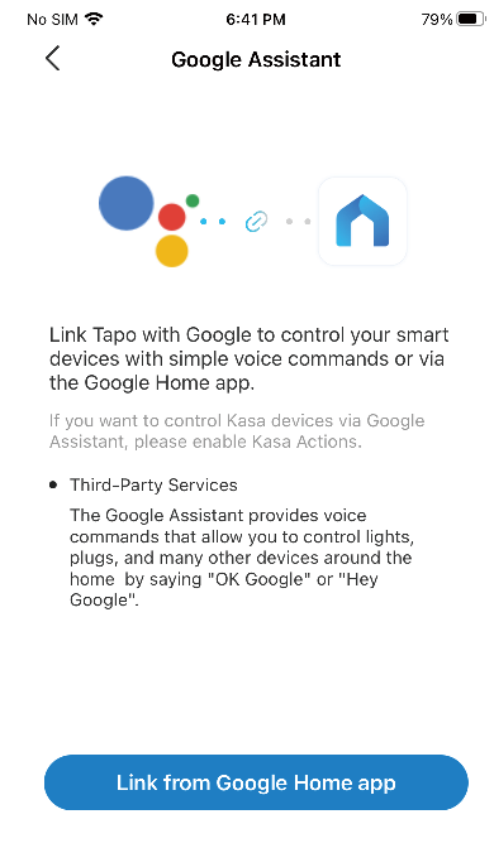 No SIM 6:41 PM 79%
Google Assistant
Link Tapo with Google to control your smart
devices with simple voice commands or via
the Google Home app.
If you want to control Kasa devices via Google
Assistant, please enable Kasa Actions.
• Third-Party Services
The Google Assistant provides voice
commands that allow you to control lights,
plugs, and many other devices around the
home by saying "OK Google" or "Hey
Google".
Link from Google Home app